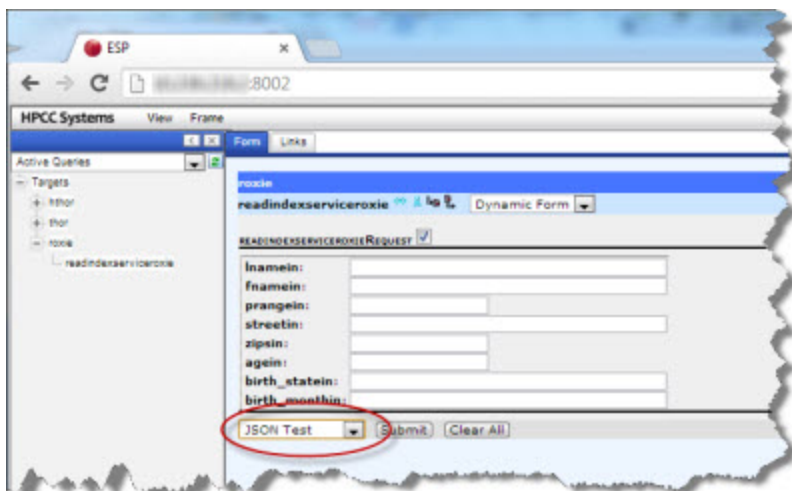 ESP
:8002
HPCC Systems View Frame
Form Links
Active Queries
Targets
hthor
thor
roxie
readindexserviceroxie
roxie
readindexserviceroxie Dynamic Form
readindexserviceroxieRequest
lnamein:
fnamein:
prangein:
streetin:
zipsin:
agein:
birth_statein:
birth_monthin:
JSON Test Submit Clear All